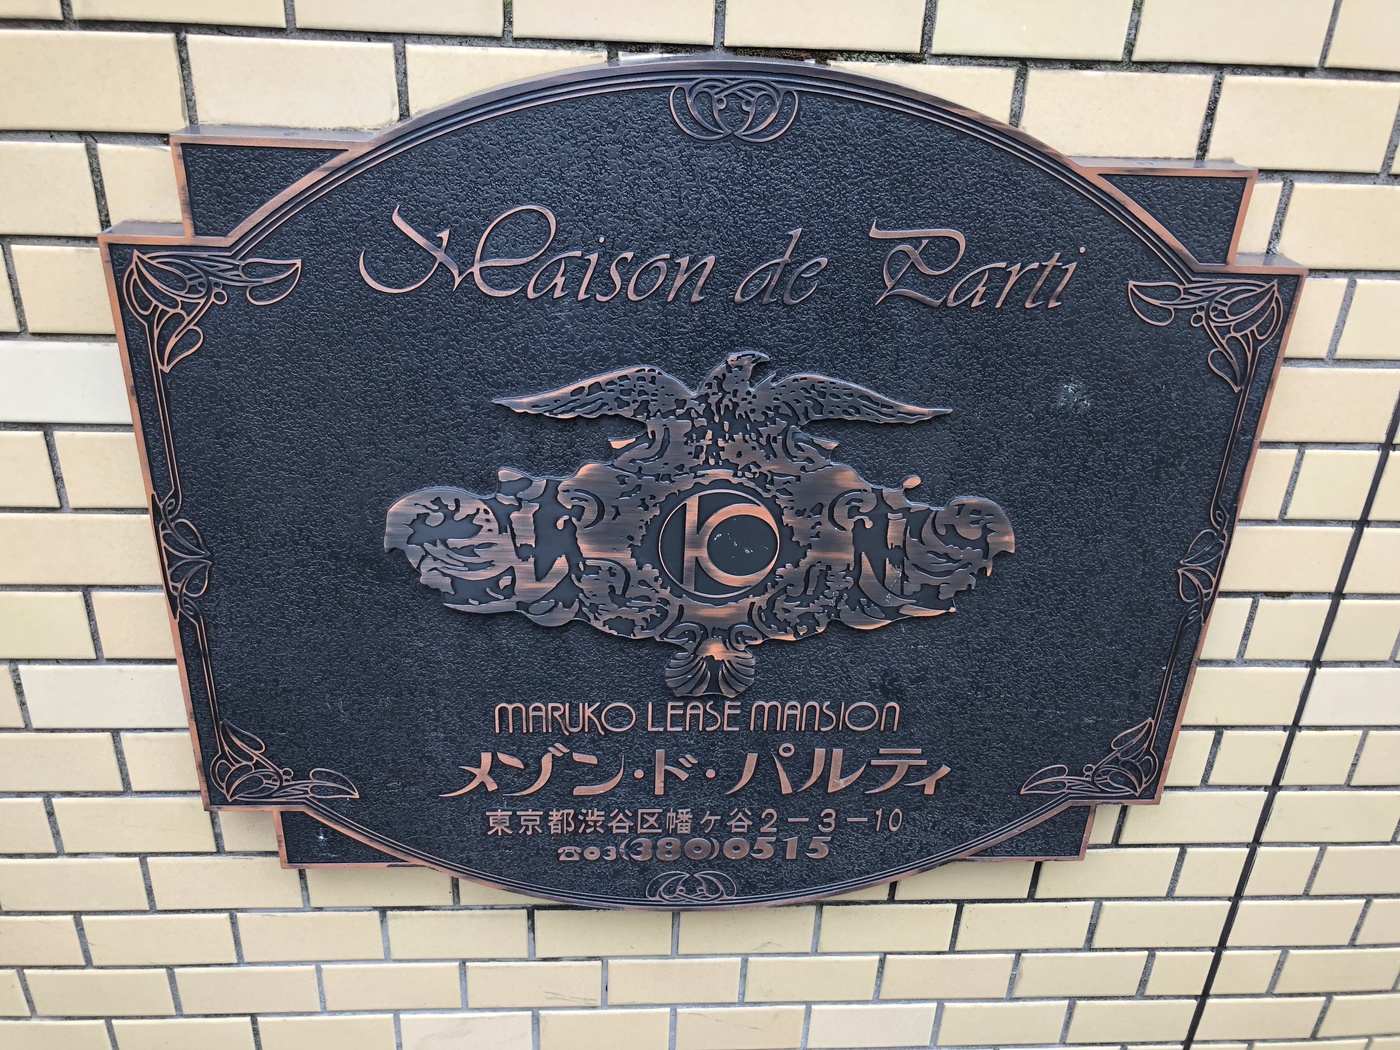 Maison de Parti
MARUKO LEASE MANSION
メゾン・ド・パルティ
東京都渋谷区幡ヶ谷2-3-10
☎03(380)0515